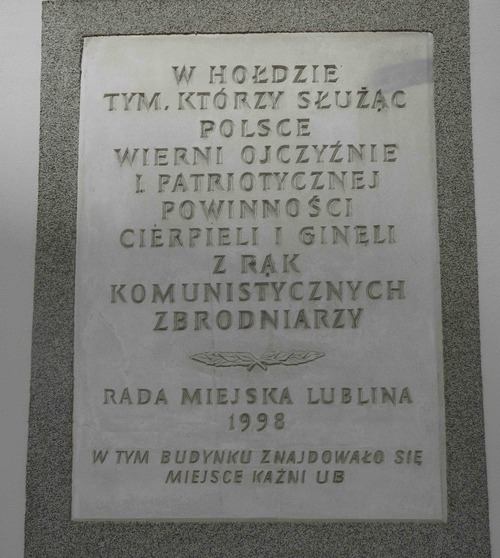 W HOŁDZIE
TYM, KTÓRZY SŁUŻĄC
POLSCE
WIERNI OJCZYŹNIE
I PATRIOTYCZNEJ
POWINNOŚCI
CIERPIELI I GINĘLI
Z RĄK
KOMUNISTYCZNYCH
ZBRODNIARZY
RADA MIEJSKA LUBLINA
1998
W TYM BUDYNKU ZNAJDOWAŁO SIĘ
MIEJSCE KAŹNI UB